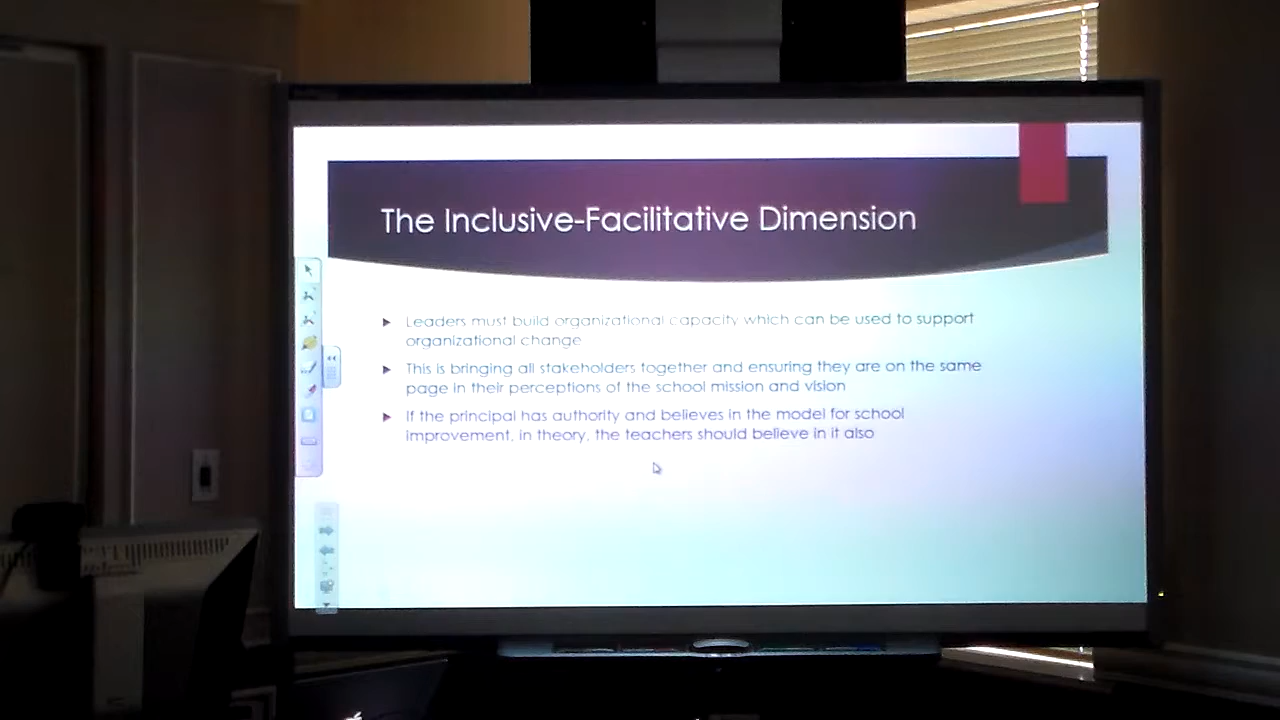 The Inclusive-Facilitative Dimension
Leaders must build organizational capacity which can be used to support
organizational change
This is bringing all stakeholders together and ensuring they are on the same
page in their perceptions of the school mission and vision
If the principal has authority and believes in the model for school
improvement, in theory, the teachers should believe in it also